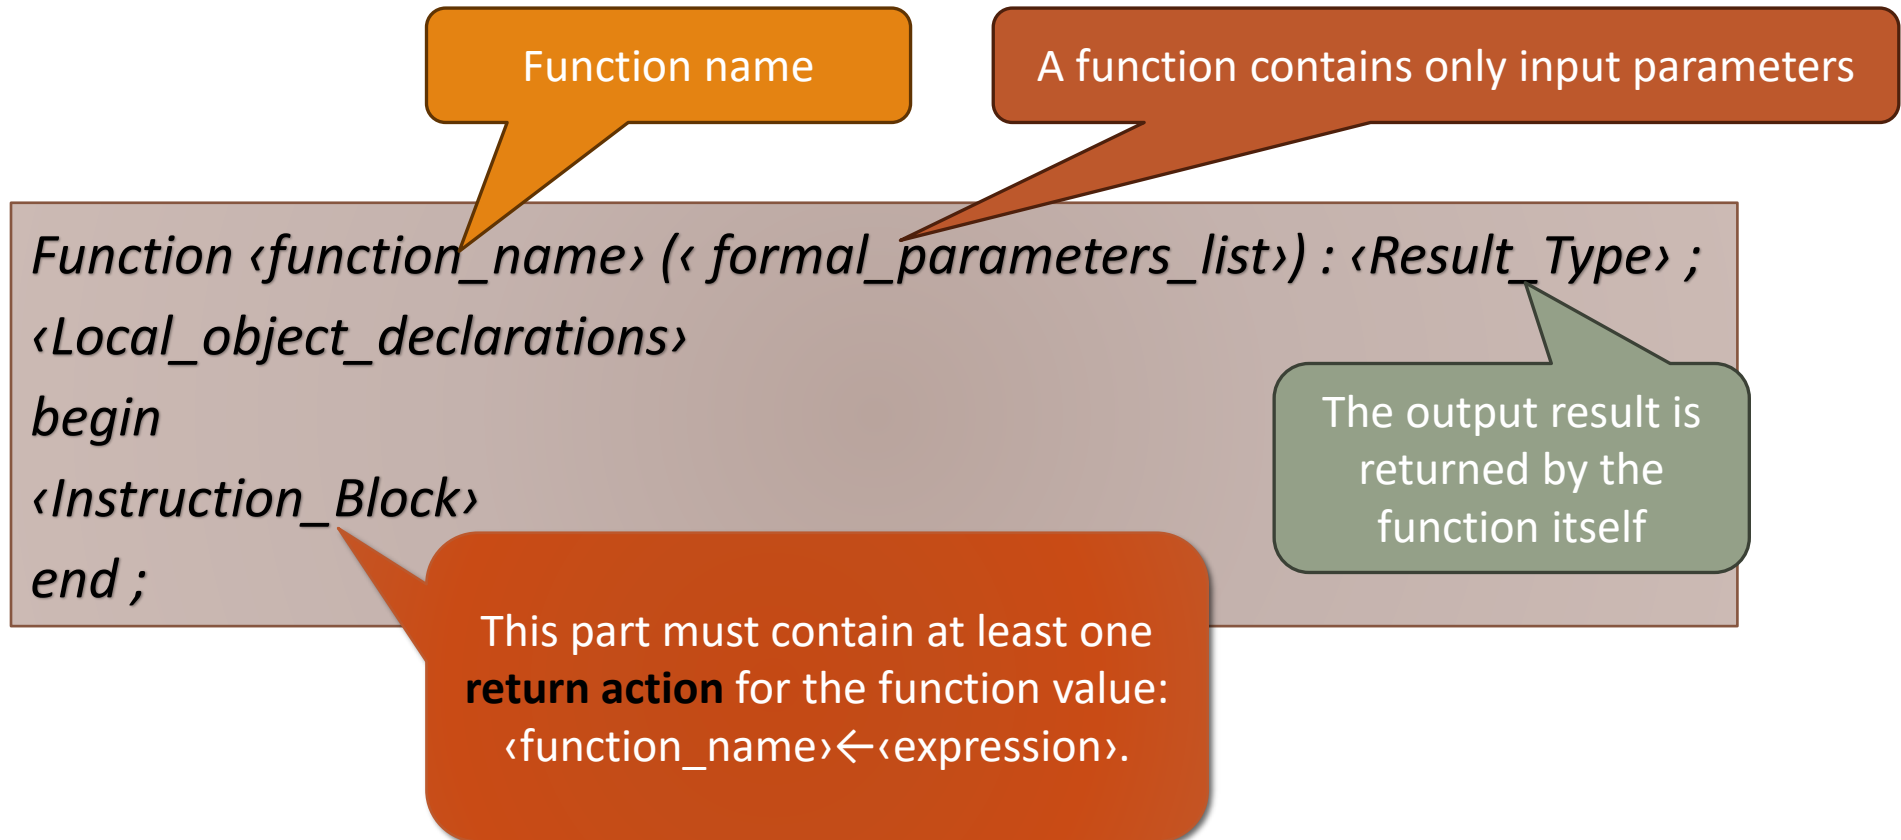 Function name
A function contains only input parameters
Function ‹function_name› (‹ formal_parameters_list›) : ‹Result_Type› ;
‹Local_object_declarations›
begin
‹Instruction_Block›
end ;
The output result is
returned by the
function itself
This part must contain at least one
return action for the function value:
‹function_name›←‹expression›.